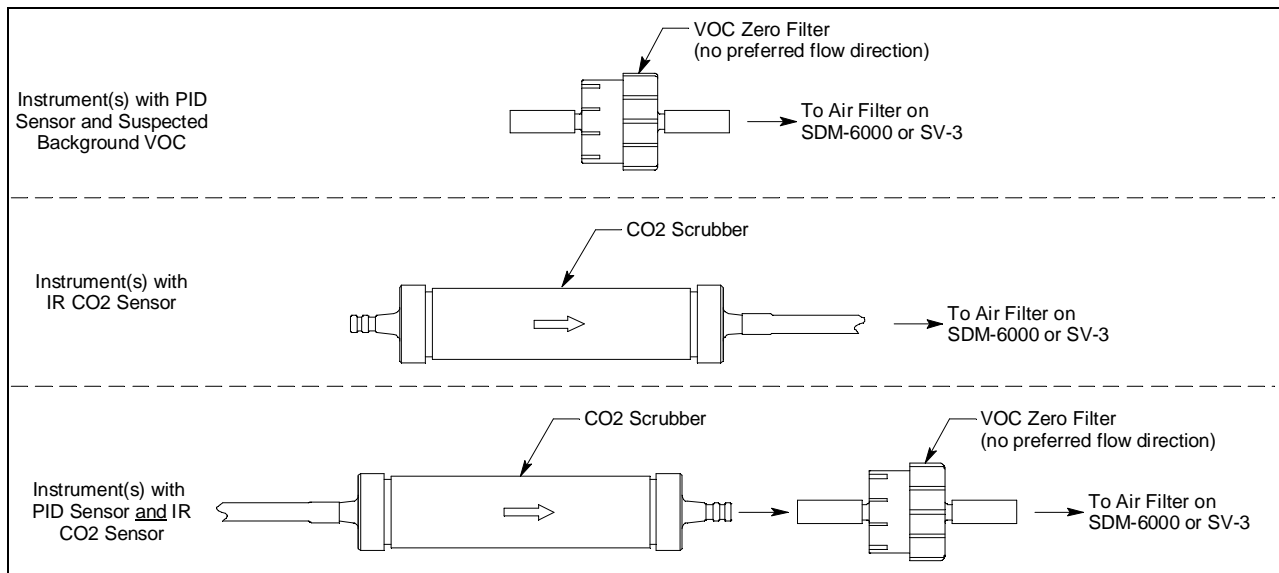 VOC Zero Filter
(no preferred flow direction)
Instrument(s) with PID
Sensor and Suspected
Background VOC
To Air Filter on
SDM-6000 or SV-3
CO2 Scrubber
Instrument(s) with
IR CO2 Sensor
To Air Filter on
SDM-6000 or SV-3
CO2 Scrubber
VOC Zero Filter
(no preferred flow direction)
Instrument(s) with
PID Sensor and IR
CO2 Sensor
To Air Filter on
SDM-6000 or SV-3